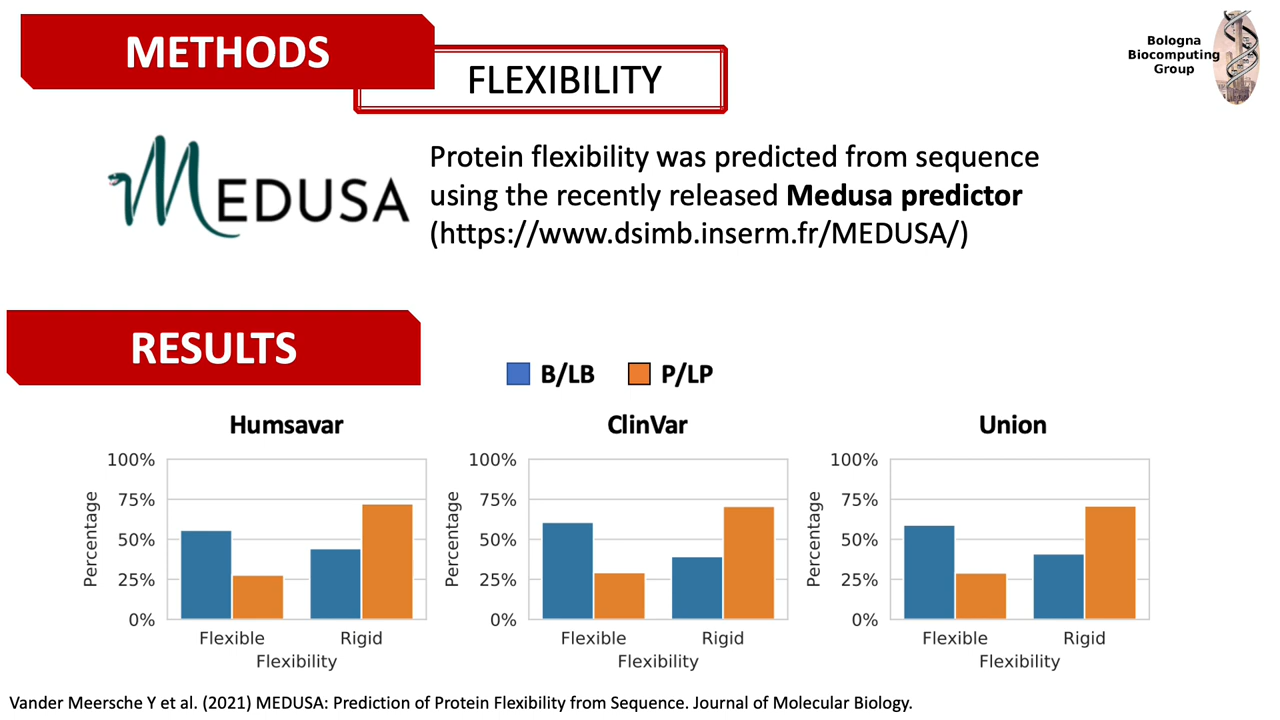 METHODS
FLEXIBILITY
Bologna
Biocomputing
Group
MEDUSA
Protein flexibility was predicted from sequence
using the recently released Medusa predictor
(https://www.dsimb.inserm.fr/MEDUSA/)
RESULTS
B/LB P/LP
Humsavar
100%
75%
50%
25%
0%
Percentage
Flexible Rigid
Flexibility
ClinVar
100%
75%
50%
25%
0%
Percentage
Flexible Rigid
Flexibility
Union
100%
75%
50%
25%
0%
Percentage
Flexible Rigid
Flexibility
Vander Meersche Y et al. (2021) MEDUSA: Prediction of Protein Flexibility from Sequence. Journal of Molecular Biology.